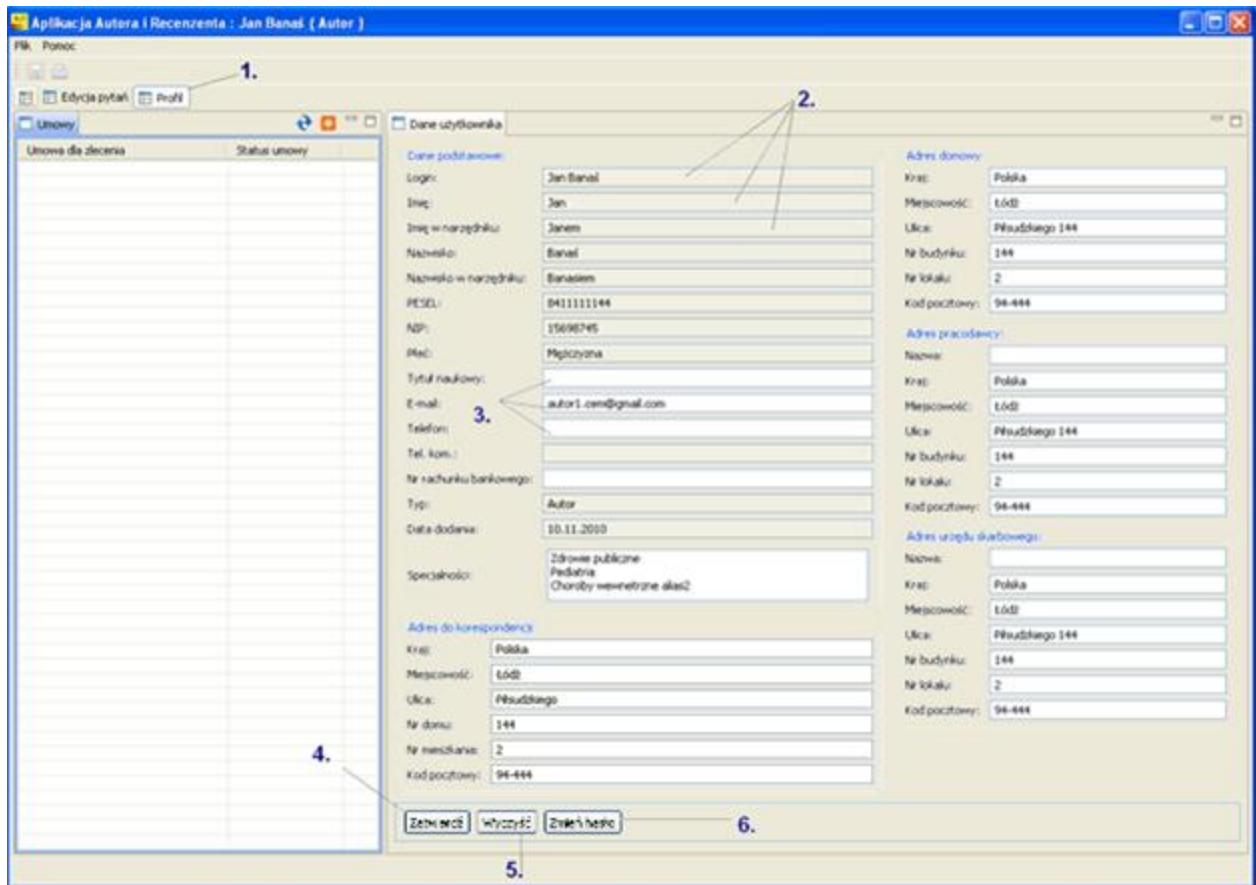 Aplikacja Autora i Recenzenta : Jan Banaś ( Autor )
Plik Pomoc
1.
Edycja pytań Profil
2.
Umowy
Umowa dla zlecenia Status umowy
Dane użytkownika
Dane podstawowe:
Login: Jan Banaś
Imię: Jan
Imię w narzędniku: Janem
Nazwisko: Banaś
Nazwisko w narzędniku: Banasiem
PESEL: 8411111144
NIP: 15698745
Płeć: Mężczyzna
Tytuł naukowy:
E-mail: autor1.cem@gmail.com
3.
Telefon:
Tel. kom.:
Nr rachunku bankowego:
Typ: Autor
Data dodania: 10.11.2010
Specjalności: Zdrowie publiczne
Pediatria
Choroby wewnetrzne alias2
Adres do korespondencji
Kraj: Polska
Miejscowość: Łódź
Ulica: Piłsudzkiego
Nr domu: 144
Nr mieszkania: 2
Kod pocztowy: 94-444
Adres domowy
Kraj: Polska
Miejscowość: Łódź
Ulica: Piłsudzkiego 144
Nr budynku: 144
Nr lokalu: 2
Kod pocztowy: 94-444
Adres pracodawcy:
Nazwa:
Kraj: Polska
Miejscowość: Łódź
Ulica: Piłsudzkiego 144
Nr budynku: 144
Nr lokalu: 2
Kod pocztowy: 94-444
Adres urzędu skarbowego:
Nazwa:
Kraj: Polska
Miejscowość: Łódź
Ulica: Piłsudzkiego 144
Nr budynku: 144
Nr lokalu: 2
Kod pocztowy: 94-444
4.
Zatwierdź Wyczyść Zmień hasło
6.
5.